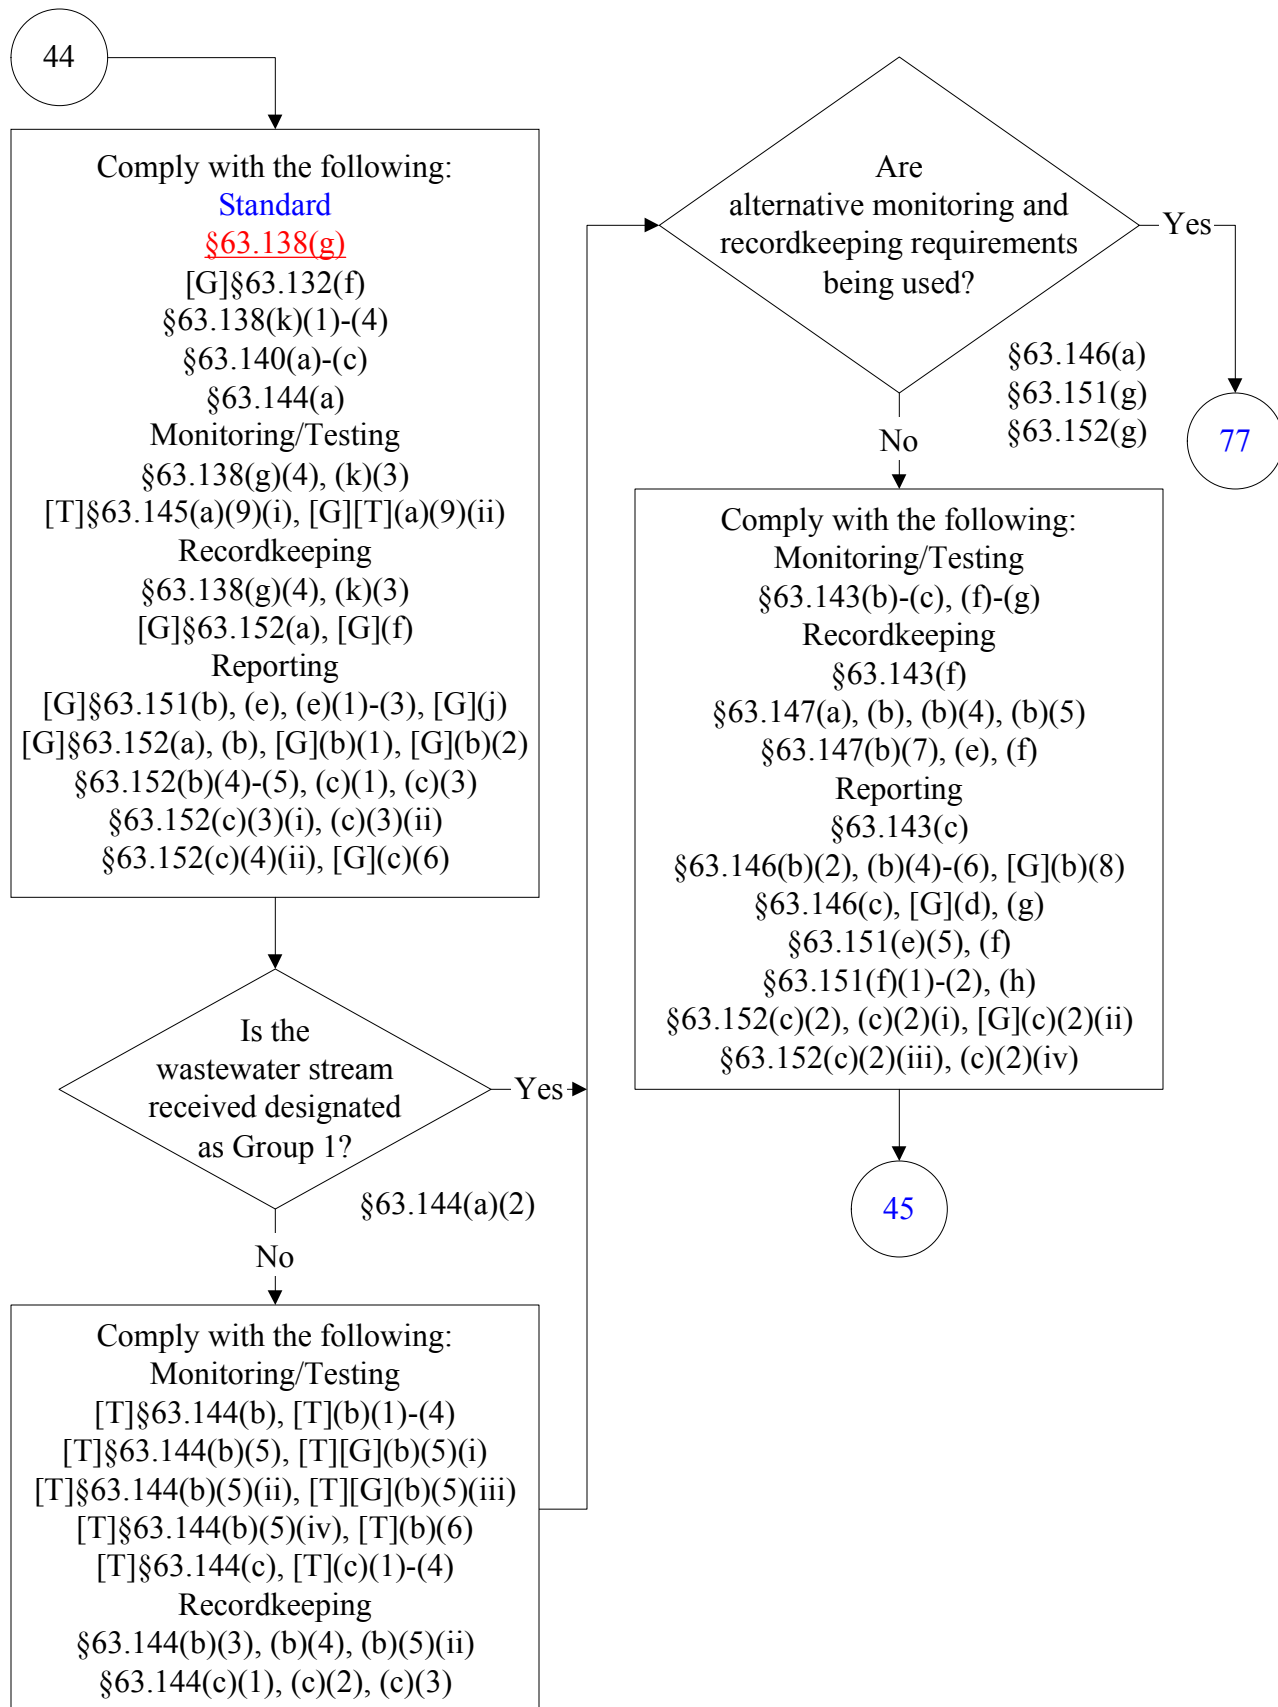 44
Comply with the following:
Standard
§63.138(g)
[G]§63.132(f)
§63.138(k)(1)-(4)
§63.140(a)-(c)
§63.144(a)
Monitoring/Testing
§63.138(g)(4), (k)(3)
[T]§63.145(a)(9)(i), [G][T](a)(9)(ii)
Recordkeeping
§63.138(g)(4), (k)(3)
[G]§63.152(a), [G](f)
Reporting
[G]§63.151(b), (e), (e)(1)-(3), [G](j)
[G]§63.152(a), (b), [G](b)(1), [G](b)(2)
§63.152(b)(4)-(5), (c)(1), (c)(3)
§63.152(c)(3)(i), (c)(3)(ii)
§63.152(c)(4)(ii), [G](c)(6)
Is the
wastewater stream
received designated
as Group 1?
Yes
§63.144(a)(2)
No
Comply with the following:
Monitoring/Testing
[T]§63.144(b), [T](b)(1)-(4)
[T]§63.144(b)(5), [T][G](b)(5)(i)
[T]§63.144(b)(5)(ii), [T][G](b)(5)(iii)
[T]§63.144(b)(5)(iv), [T](b)(6)
[T]§63.144(c), [T](c)(1)-(4)
Recordkeeping
§63.144(b)(3), (b)(4), (b)(5)(ii)
§63.144(c)(1), (c)(2), (c)(3)
Are
alternative monitoring and
recordkeeping requirements
being used?
Yes
§63.146(a)
§63.151(g)
§63.152(g)
77
No
Comply with the following:
Monitoring/Testing
§63.143(b)-(c), (f)-(g)
Recordkeeping
§63.143(f)
§63.147(a), (b), (b)(4), (b)(5)
§63.147(b)(7), (e), (f)
Reporting
§63.143(c)
§63.146(b)(2), (b)(4)-(6), [G](b)(8)
§63.146(c), [G](d), (g)
§63.151(e)(5), (f)
§63.151(f)(1)-(2), (h)
§63.152(c)(2), (c)(2)(i), [G](c)(2)(ii)
§63.152(c)(2)(iii), (c)(2)(iv)
45